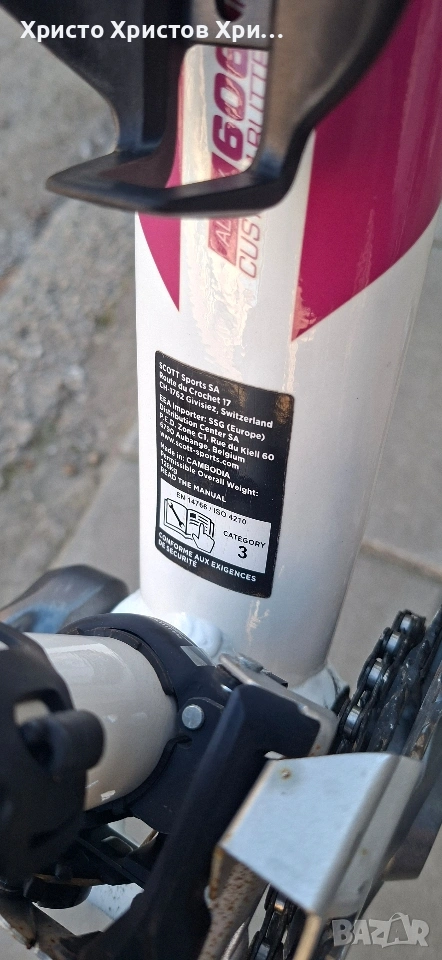 Христо Христов Хри...
606
CUST
SCOTT Sports SA
Route du Crochet 17
CH-1762 Givisiez, Switzerland
EEA Importer: SSG (Europe)
Distribution Center SA
P.E.D. Zone C1, Rue du Kiell 60
6790 Aubange, Belgium
www.scott-sports.com
Made in: CAMBODIA
Permissible Overall Weight:
READ THE MANUAL
EN 14766 / ISO 4210
CATEGORY
3
CONFORME AUX EXIGENCES
DE SÉCURITÉ
BAZAR